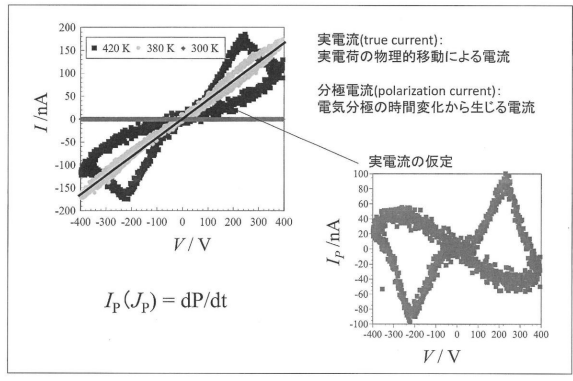 200
150
100
50
0
-50
-100
-150
-200
I/nA
■ 420 K ● 380 K ◆ 300 K
-400 -300 -200 -100 0 100 200 300 400
V / V
実電流(true current):
実電荷の物理的移動による電流
分極電流(polarization current):
電気分極の時間変化から生じる電流
実電流の仮定
I_P(J_P) = dP/dt
100
80
60
40
20
0
-20
-40
-60
-80
-100
I_P /nA
-400 -300 -200 -100 0 100 200 300 400
V / V